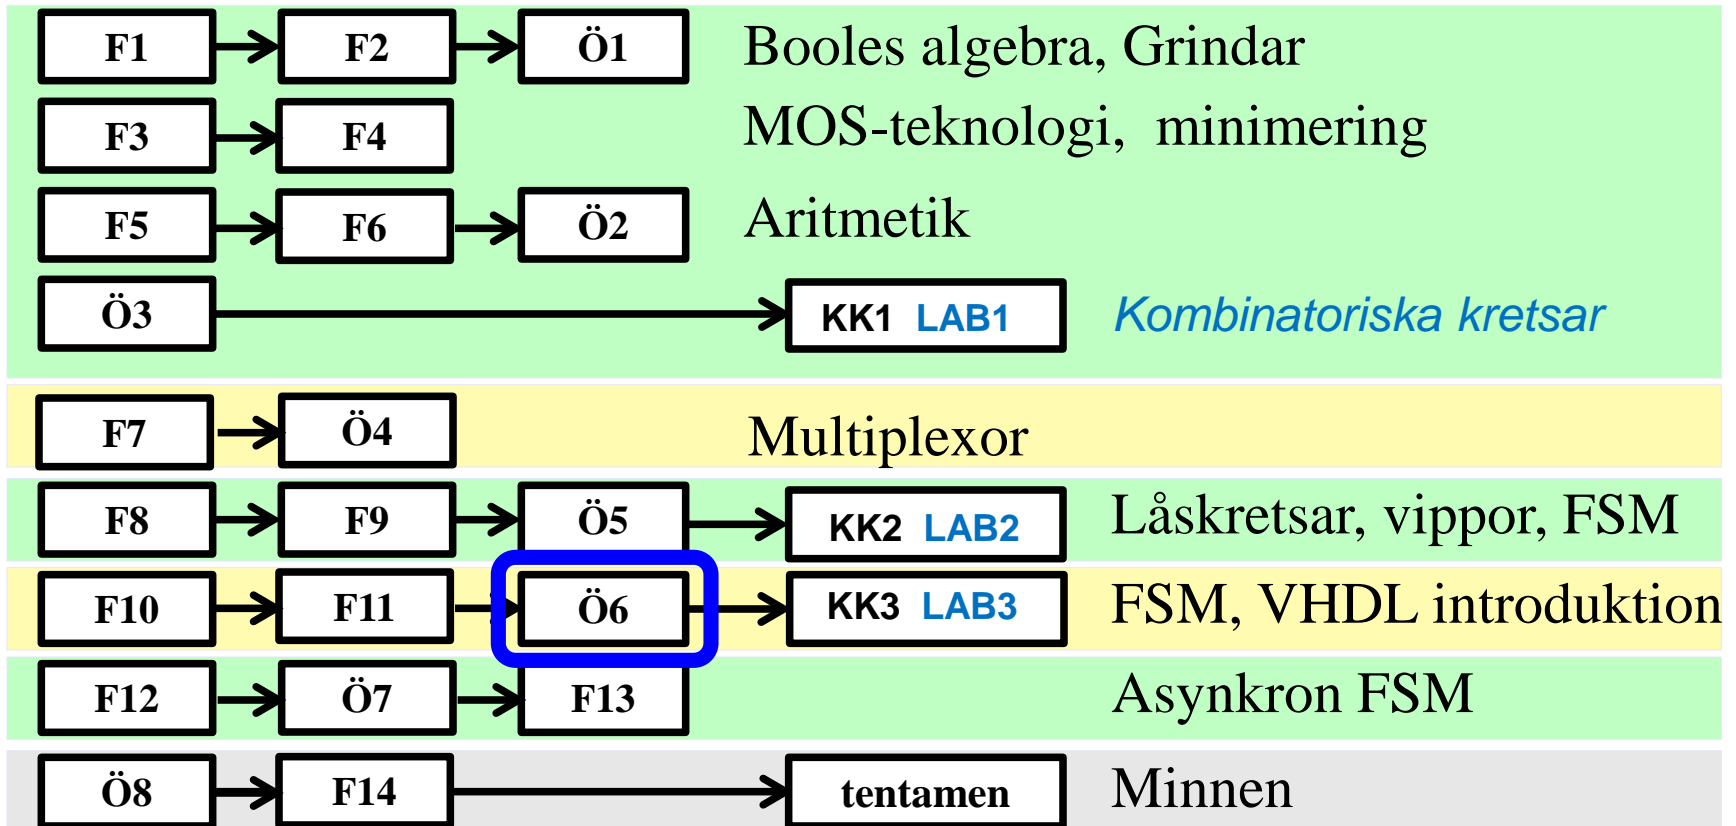 F1 F2 Ö1 Booles algebra, Grindar
F3 F4 MOS-teknologi, minimering
F5 F6 Ö2 Aritmetik
Ö3 KK1 LAB1 Kombinatoriska kretsar
F7 Ö4 Multiplexor
F8 F9 Ö5 KK2 LAB2 Låskretsar, vippor, FSM
F10 F11 Ö6 KK3 LAB3 FSM, VHDL introduktion
F12 Ö7 F13 Asynkron FSM
Ö8 F14 tentamen Minnen